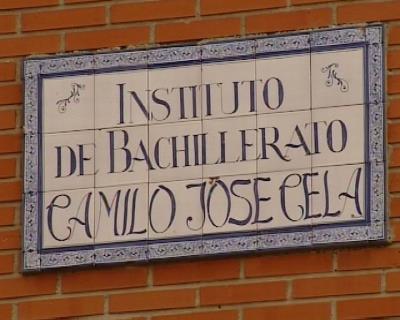 INSTITUTO
DE BACHILLERATO
CAMILO JOSE CELA